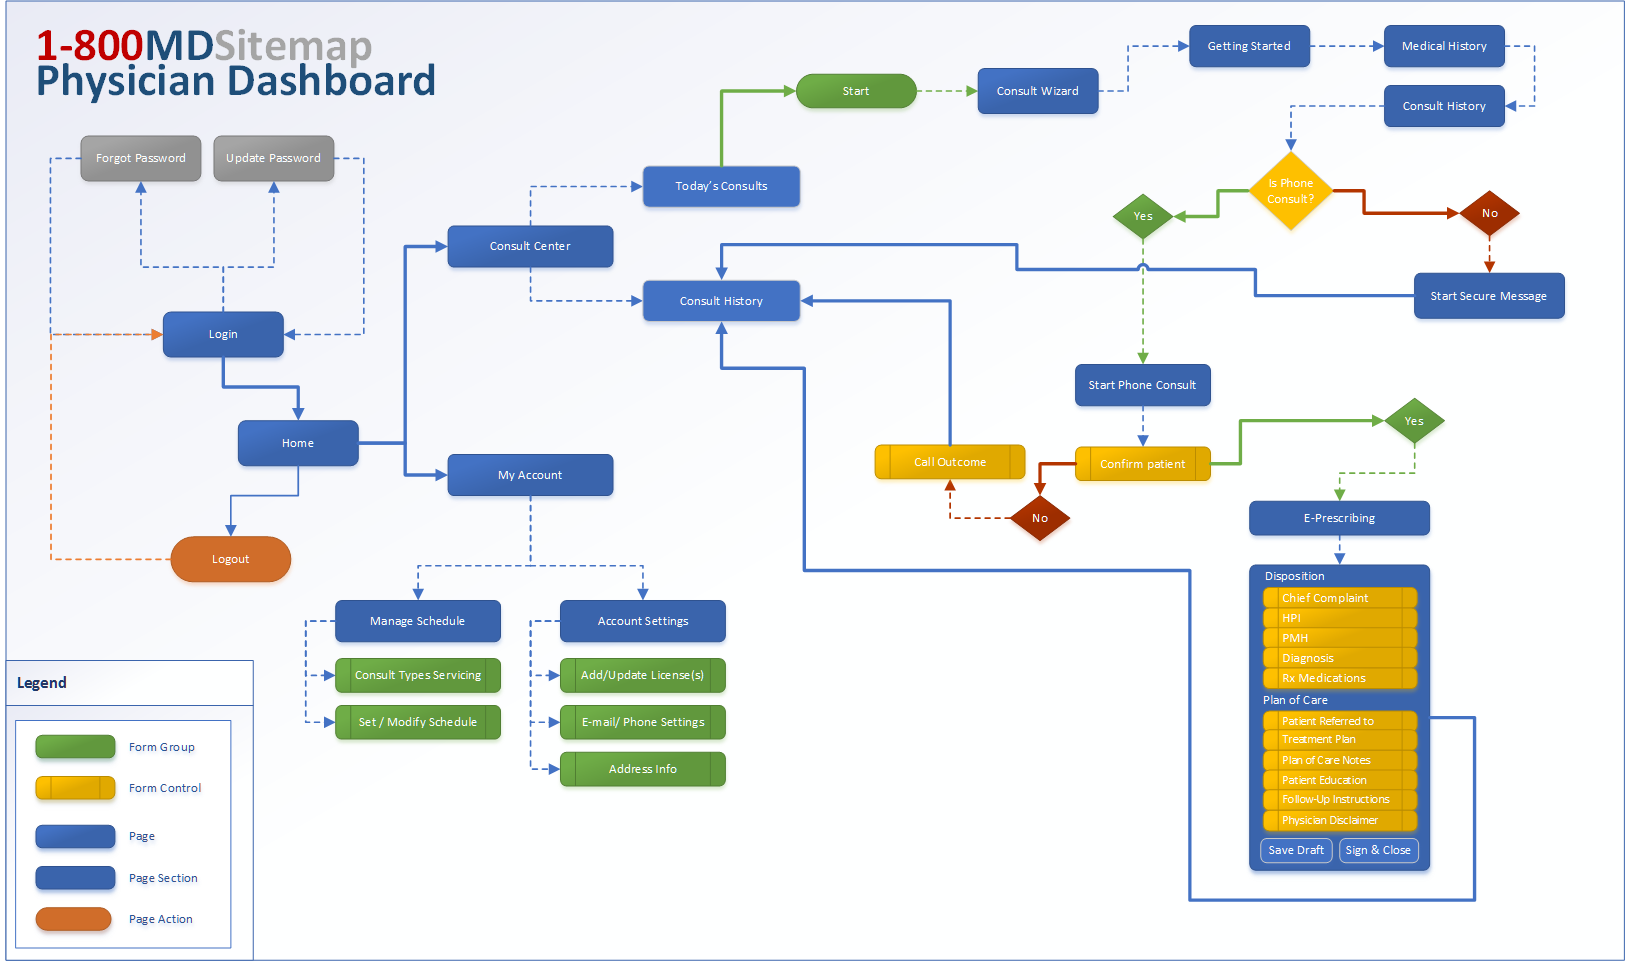 1-800MDSitemap
Physician Dashboard
Getting Started
Medical History
Start
Consult Wizard
Consult History
Forgot Password
Update Password
Today's Consults
Is Phone
Consult?
Yes
No
Consult Center
Consult History
Start Secure Message
Login
Start Phone Consult
Home
Yes
My Account
Call Outcome
Confirm patient
No
E-Prescribing
Logout
Disposition
Chief Complaint
HPI
PMH
Diagnosis
Rx Medications
Plan of Care
Patient Referred to
Treatment Plan
Plan of Care Notes
Patient Education
Follow-Up Instructions
Physician Disclaimer
Save Draft
Sign & Close
Manage Schedule
Account Settings
Consult Types Servicing
Add/Update License(s)
Set / Modify Schedule
E-mail/ Phone Settings
Address Info
Legend
Form Group
Form Control
Page
Page Section
Page Action